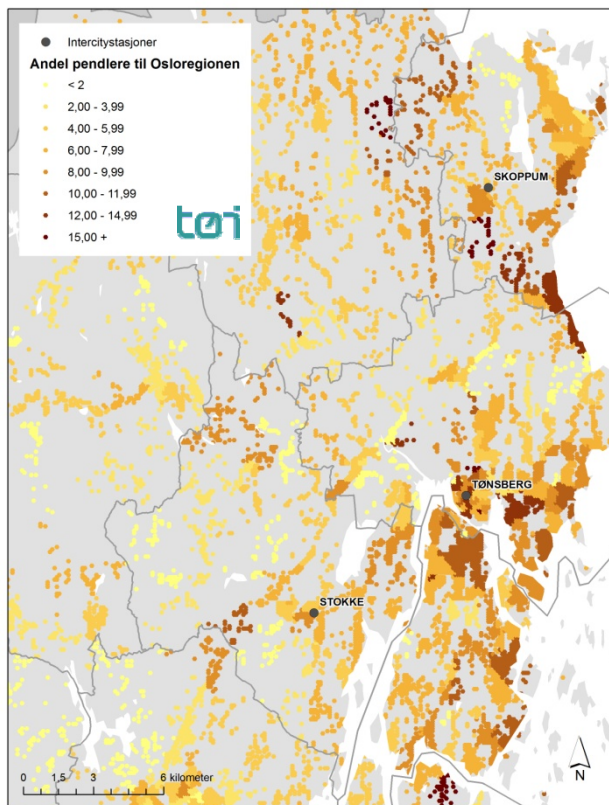 Intercitystasjoner
Andel pendlere til Osloregionen
< 2
2,00 - 3,99
4,00 - 5,99
6,00 - 7,99
8,00 - 9,99
10,00 - 11,99
12,00 - 14,99
15,00 +
tøi
SKOPPUM
TØNSBERG
STOKKE
0 1,5 3 6 kilometer
N